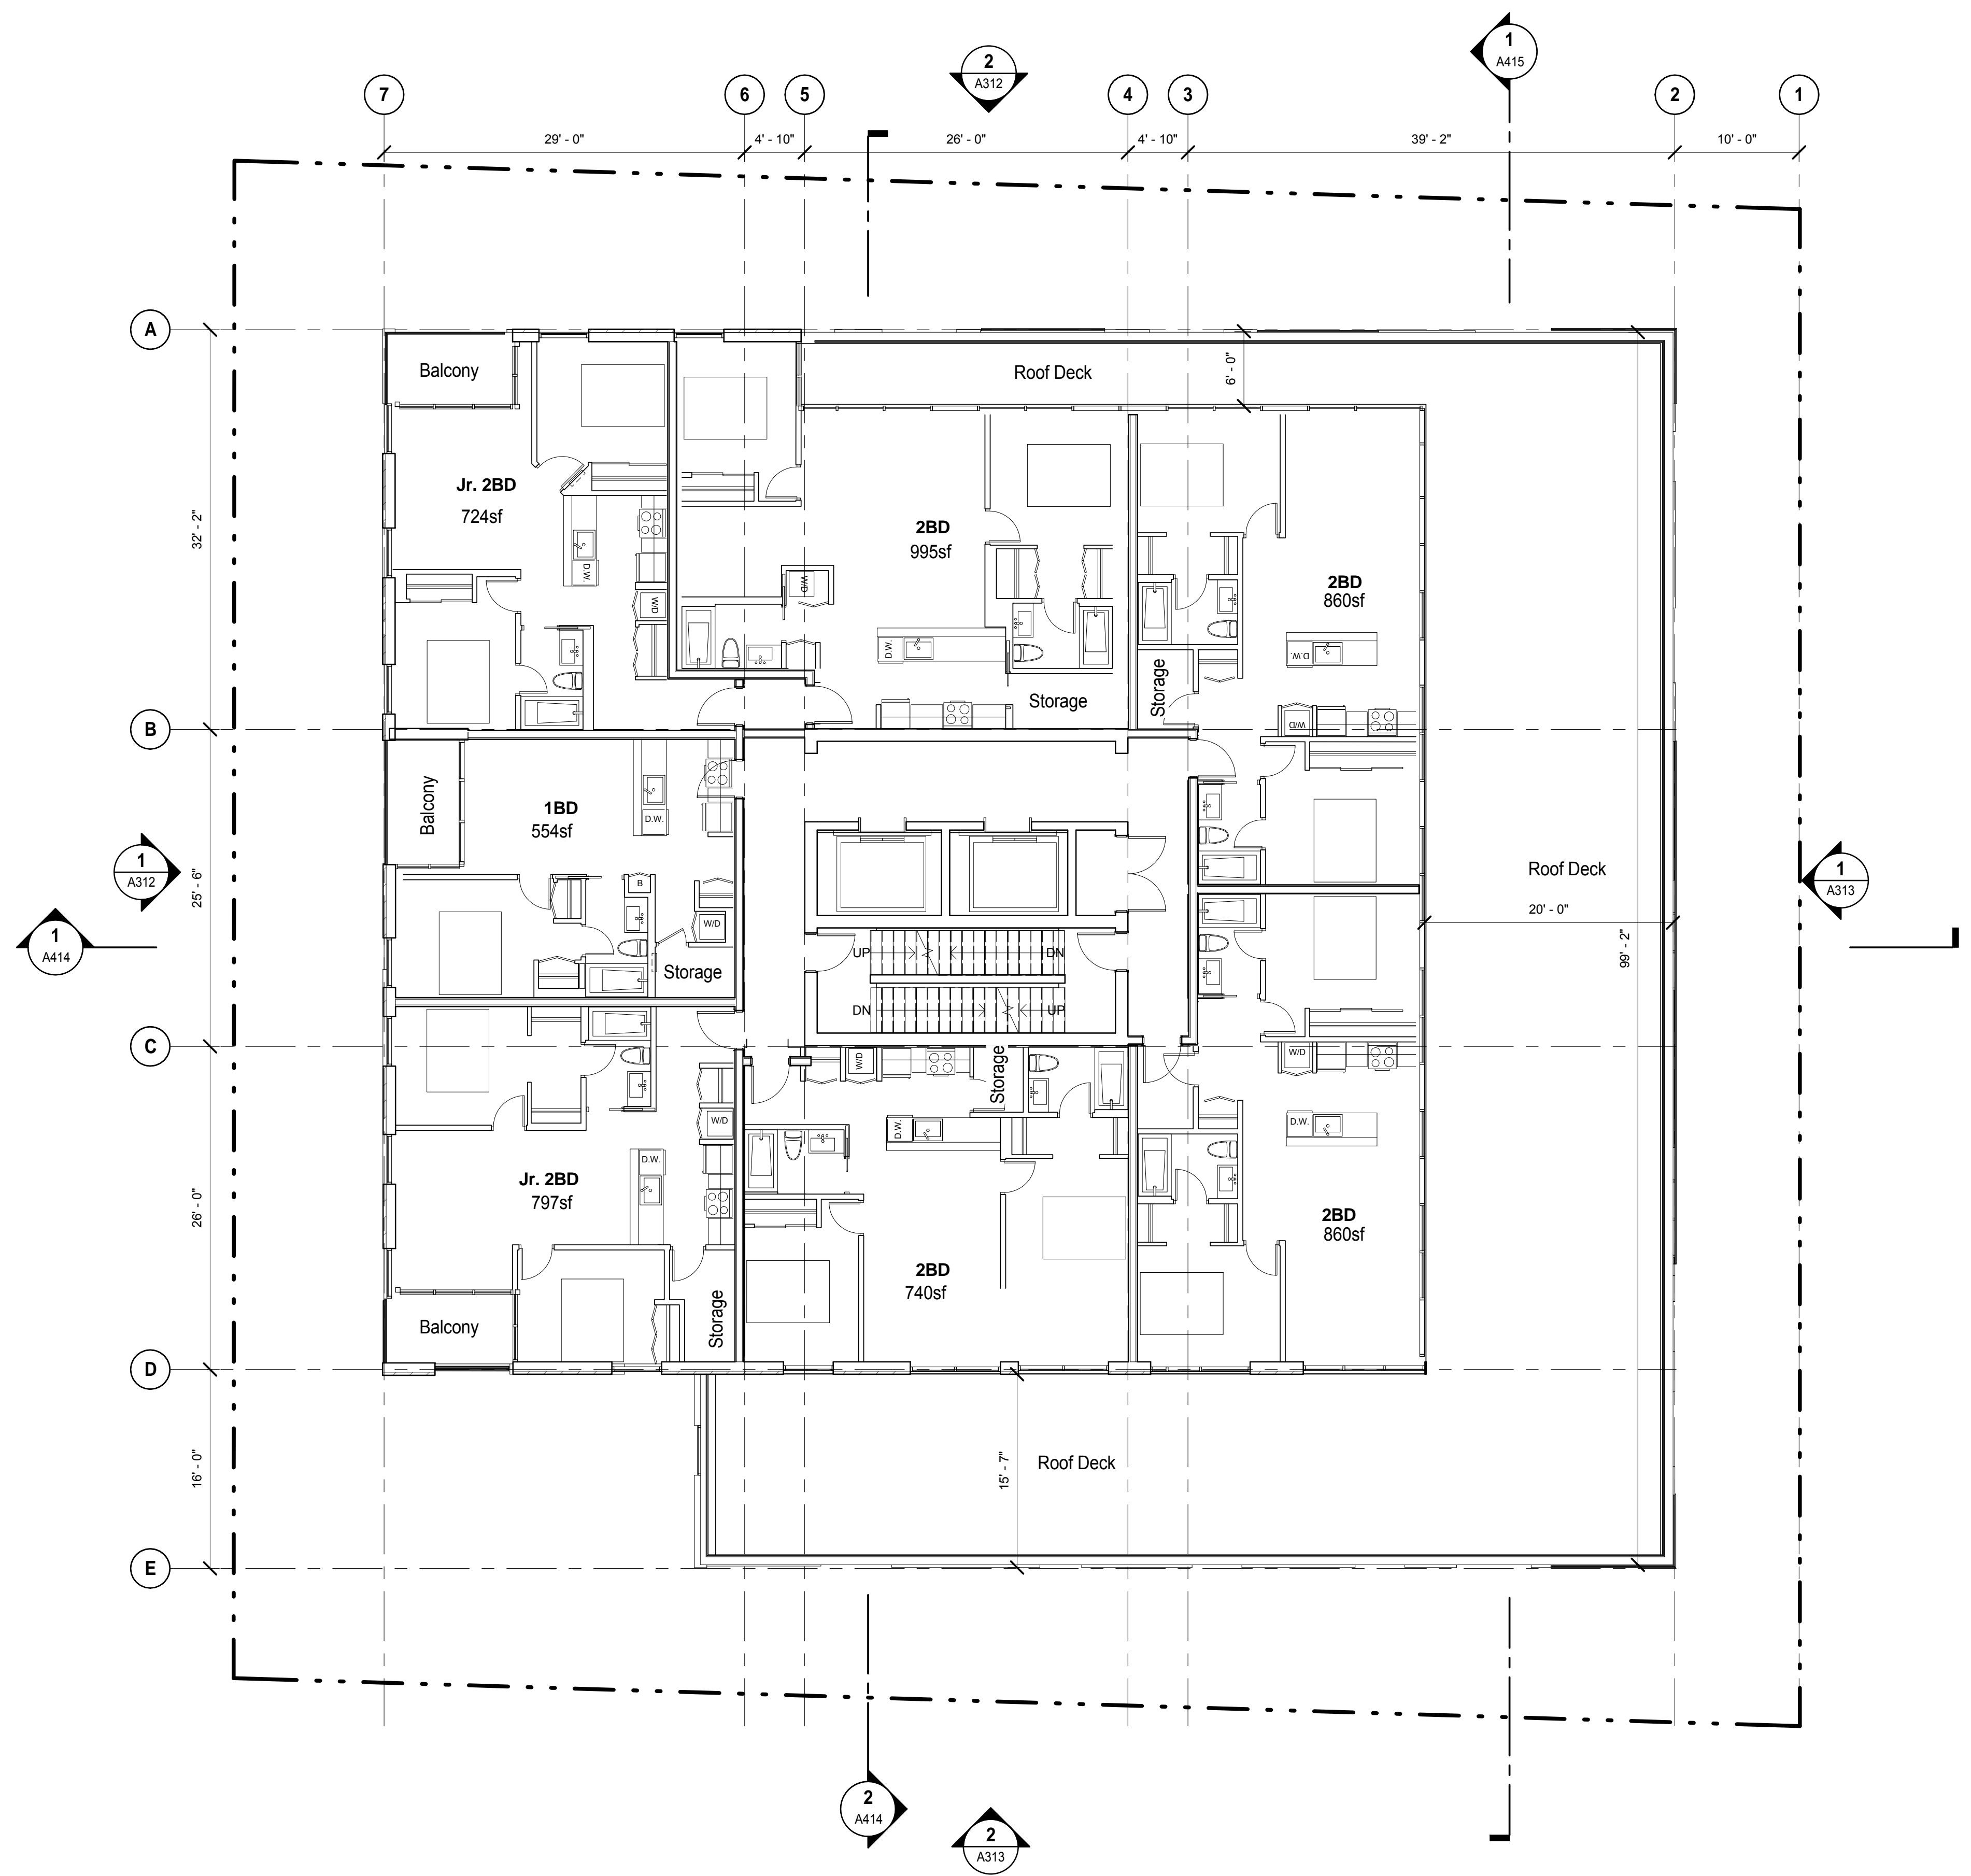 1
A415
2
A312
7
6
5
4
3
2
1
29' - 0"
4' - 10"
26' - 0"
4' - 10"
39' - 2"
10' - 0"
A
Balcony
Roof Deck
6' - 0"
Jr. 2BD
724sf
32' - 2"
2BD
995sf
D.W.
W/D
W/D
2BD
860sf
D.W.
D.W.
Storage
Storage
W/D
B
Balcony
1BD
554sf
D.W.
1
A312
25' - 6"
B
W/D
Storage
Roof Deck
20' - 0"
99' - 2"
1
A313
1
A414
UP
DN
DN
UP
C
W/D
Storage
W/D
W/D
D.W.
D.W.
D.W.
Jr. 2BD
797sf
26' - 0"
2BD
860sf
2BD
740sf
Balcony
Storage
D
16' - 0"
15' - 7"
Roof Deck
E
2
A414
2
A313